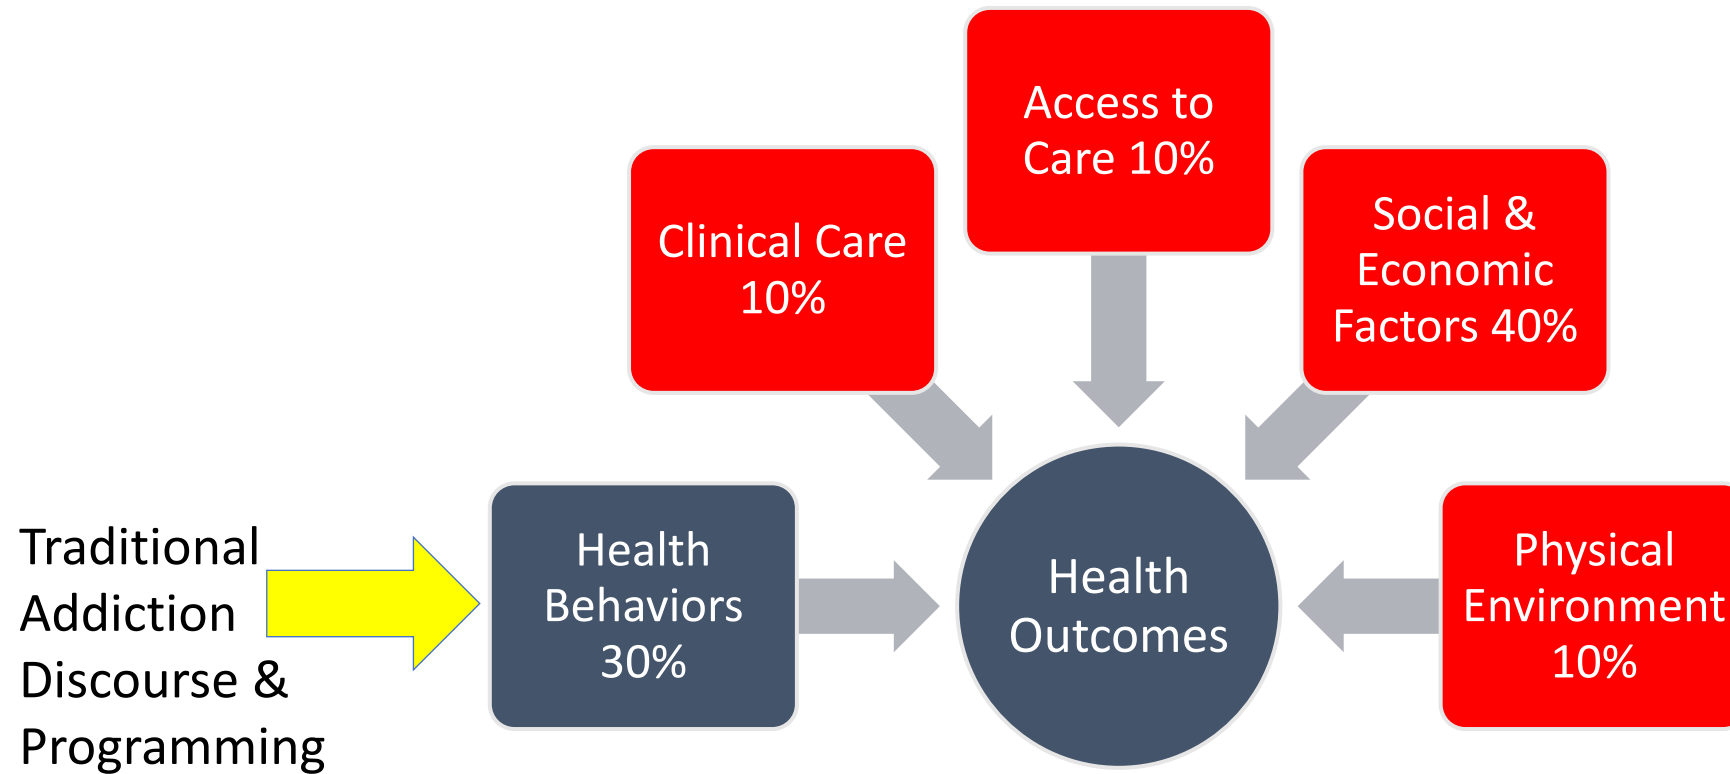 Traditional
Addiction
Discourse &
Programming
Health
Behaviors
30%
Clinical Care
10%
Access to
Care 10%
Social &
Economic
Factors 40%
Physical
Environment
10%
Health
Outcomes